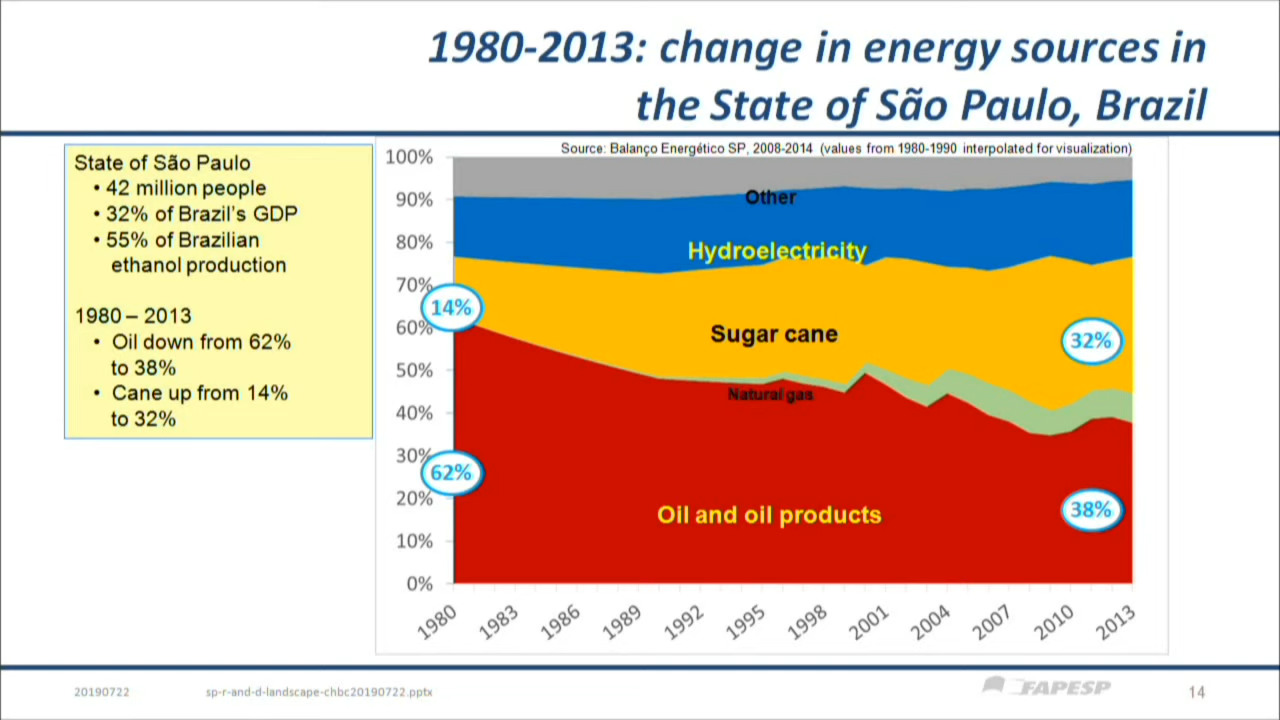 1980-2013: change in energy sources in
the State of São Paulo, Brazil
State of São Paulo
• 42 million people
• 32% of Brazil's GDP
• 55% of Brazilian
ethanol production
1980 – 2013
• Oil down from 62%
to 38%
• Cane up from 14%
to 32%
Source: Balanço Energético SP, 2008-2014 (values from 1980-1990 interpolated for visualization)
100%
90%
80%
70%
60%
50%
40%
30%
20%
10%
0%
Other
Hydroelectricity
14%
Sugar cane
32%
Natural gas
62%
Oil and oil products
38%
1980 1983 1986 1989 1992 1995 1998 2001 2004 2007 2010 2013
20190722 sp-r-and-d-landscape-chbc20190722.pptx FAPESP 14